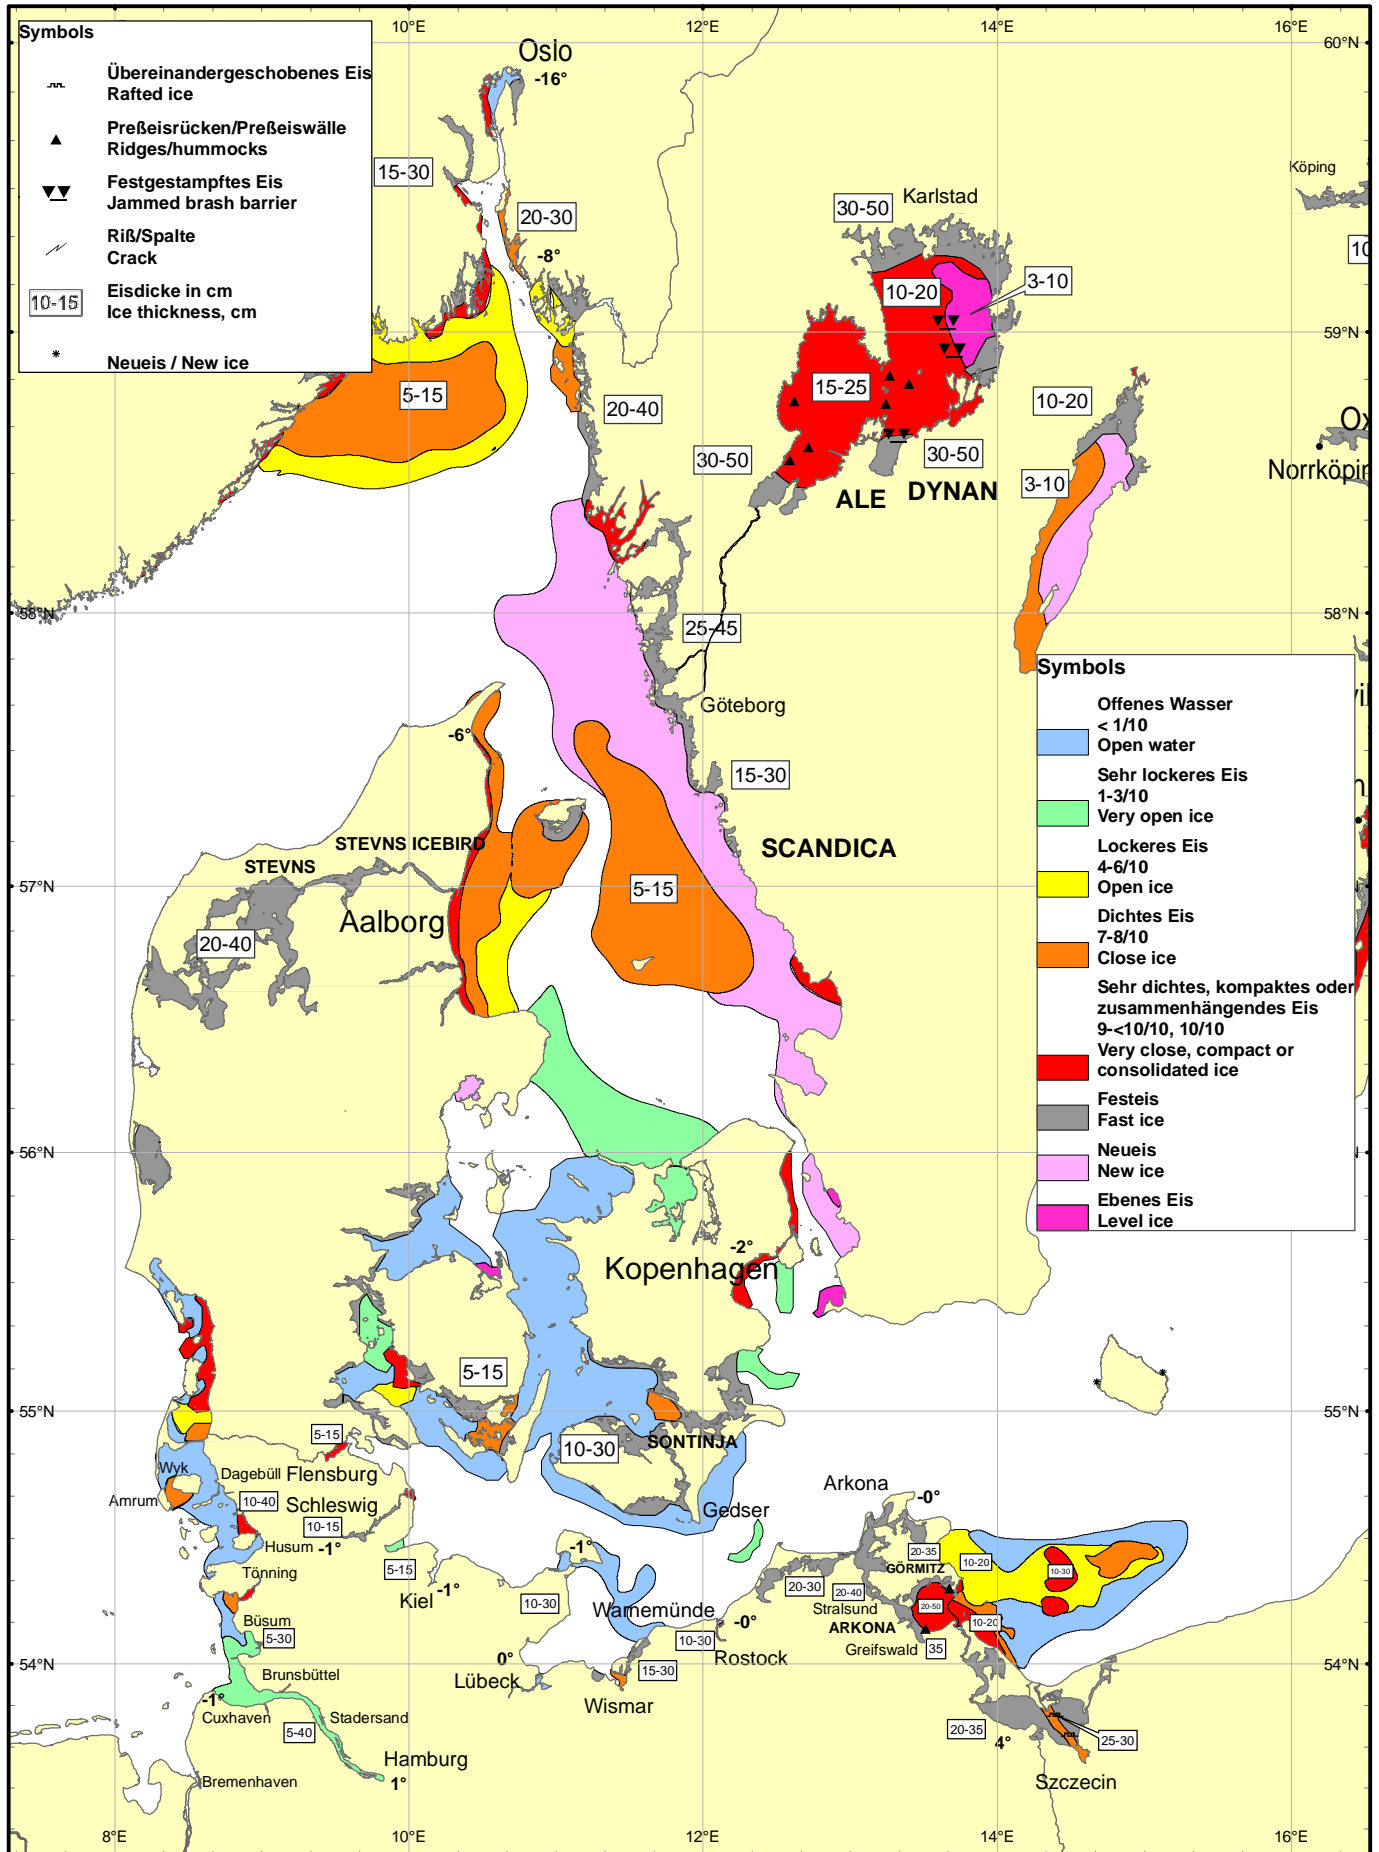 8°E
10°E
12°E
14°E
16°E
60°N
59°N
58°N
57°N
56°N
55°N
54°N
Symbols
Übereinandergeschobenes Eis
Rafted ice
Preßeisrücken/Preßeiswälle
Ridges/hummocks
Festgestampftes Eis
Jammed brash barrier
Riß/Spalte
Crack
10-15
Eisdicke in cm
Ice thickness, cm
Neueis / New ice
Oslo
-16°
15-30
20-30
-8°
Köping
10
30-50
Karlstad
10-20
3-10
5-15
20-40
15-25
10-20
30-50
30-50
ALE
DYNAN
3-10
Norrköpin
25-45
Göteborg
-6°
15-30
STEVNS ICEBIRD
STEVNS
SCANDICA
5-15
Aalborg
20-40
Symbols
Offenes Wasser
< 1/10
Open water
Sehr lockeres Eis
1-3/10
Very open ice
Lockeres Eis
4-6/10
Open ice
Dichtes Eis
7-8/10
Close ice
Sehr dichtes, kompaktes oder
zusammenhängendes Eis
9-<10/10, 10/10
Very close, compact or
consolidated ice
Festeis
Fast ice
Neueis
New ice
Ebenes Eis
Level ice
-2°
Kopenhagen
5-15
5-15
10-30
SONTINJA
Wyk
Dagebüll
Flensburg
Amrum
10-40
Schleswig
10-15
-1°
Husum
Gedser
Arkona
-0°
Tönning
5-15
-1°
Kiel
-1°
10-30
20-35
GÖRMITZ
10-20
10-30
20-30
20-40
20-50
Stralsund
ARKONA
10-20
Greifswald
35
Büsum
5-30
Warnemünde
-0°
10-30
Rostock
0°
Lübeck
15-30
Wismar
Brunsbüttel
-1°
Cuxhaven
Stadersand
5-40
Hamburg
1°
Bremenhaven
20-35
4°
25-30
Szczecin